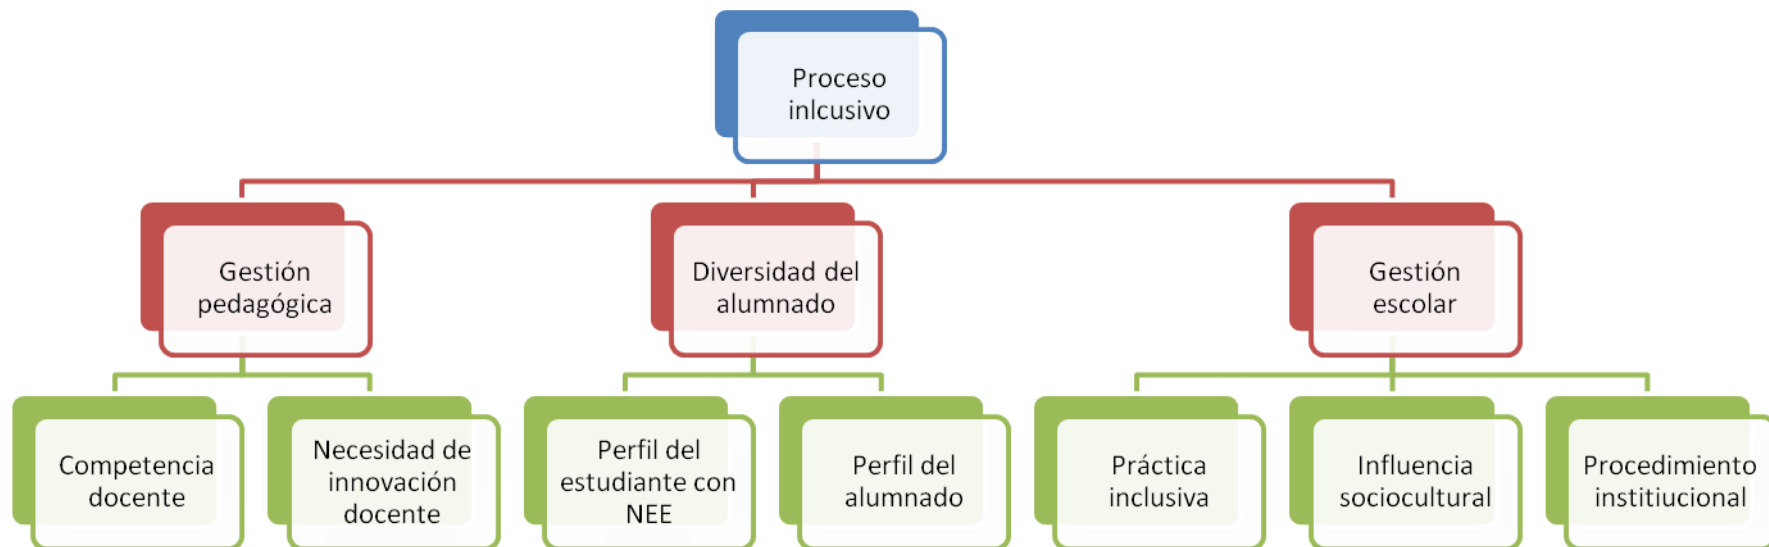 Proceso
inlcusivo
Gestión
pedagógica
Diversidad del
alumnado
Gestión
escolar
Competencia
docente
Necesidad de
innovación
docente
Perfil del
estudiante con
NEE
Perfil del
alumnado
Práctica
inclusiva
Influencia
sociocultural
Procedimiento
institiucional